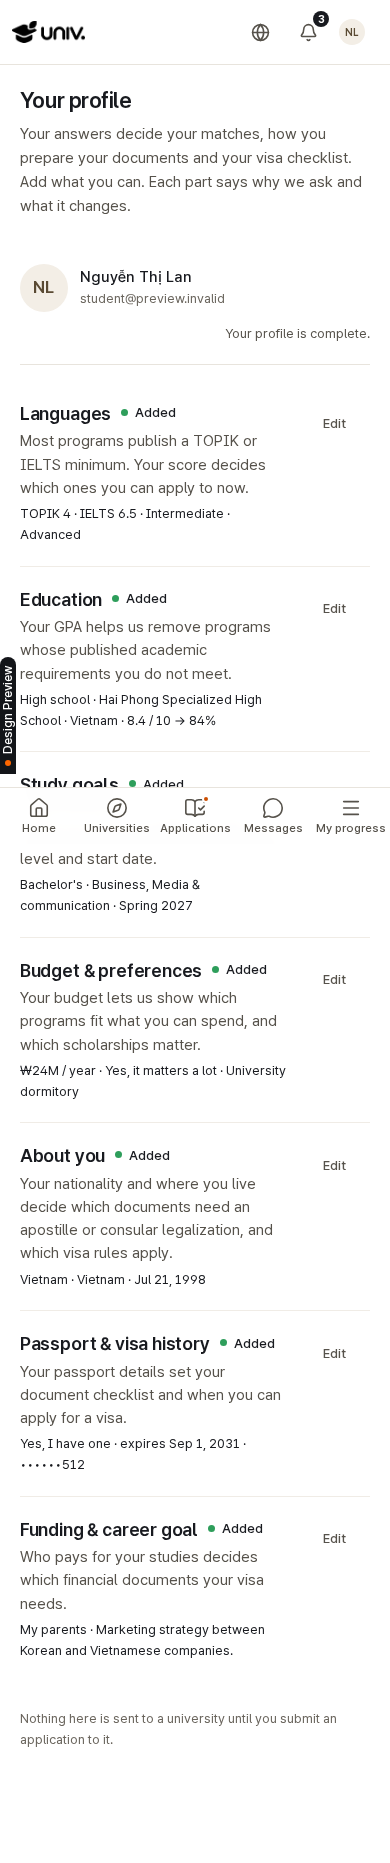 UNIV.
3
NL
Your profile
Your answers decide your matches, how you
prepare your documents and your visa checklist.
Add what you can. Each part says why we ask and
what it changes.
NL
Nguyễn Thị Lan
student@preview.invalid
Your profile is complete.
Languages Added
Edit
Most programs publish a TOPIK or
IELTS minimum. Your score decides
which ones you can apply to now.
TOPIK 4 · IELTS 6.5 · Intermediate ·
Advanced
Education Added
Edit
Your GPA helps us remove programs
whose published academic
requirements you do not meet.
High school · Hai Phong Specialized High
School · Vietnam · 8.4 / 10 → 84%
Design Preview
Study goals Added
Home
Universities
Applications
Messages
My progress
level and start date.
Bachelor's · Business, Media &
communication · Spring 2027
Budget & preferences Added
Edit
Your budget lets us show which
programs fit what you can spend, and
which scholarships matter.
₩24M / year · Yes, it matters a lot · University
dormitory
About you Added
Edit
Your nationality and where you live
decide which documents need an
apostille or consular legalization, and
which visa rules apply.
Vietnam · Vietnam · Jul 21, 1998
Passport & visa history Added
Edit
Your passport details set your
document checklist and when you can
apply for a visa.
Yes, I have one · expires Sep 1, 2031 ·
••••••512
Funding & career goal Added
Edit
Who pays for your studies decides
which financial documents your visa
needs.
My parents · Marketing strategy between
Korean and Vietnamese companies.
Nothing here is sent to a university until you submit an
application to it.